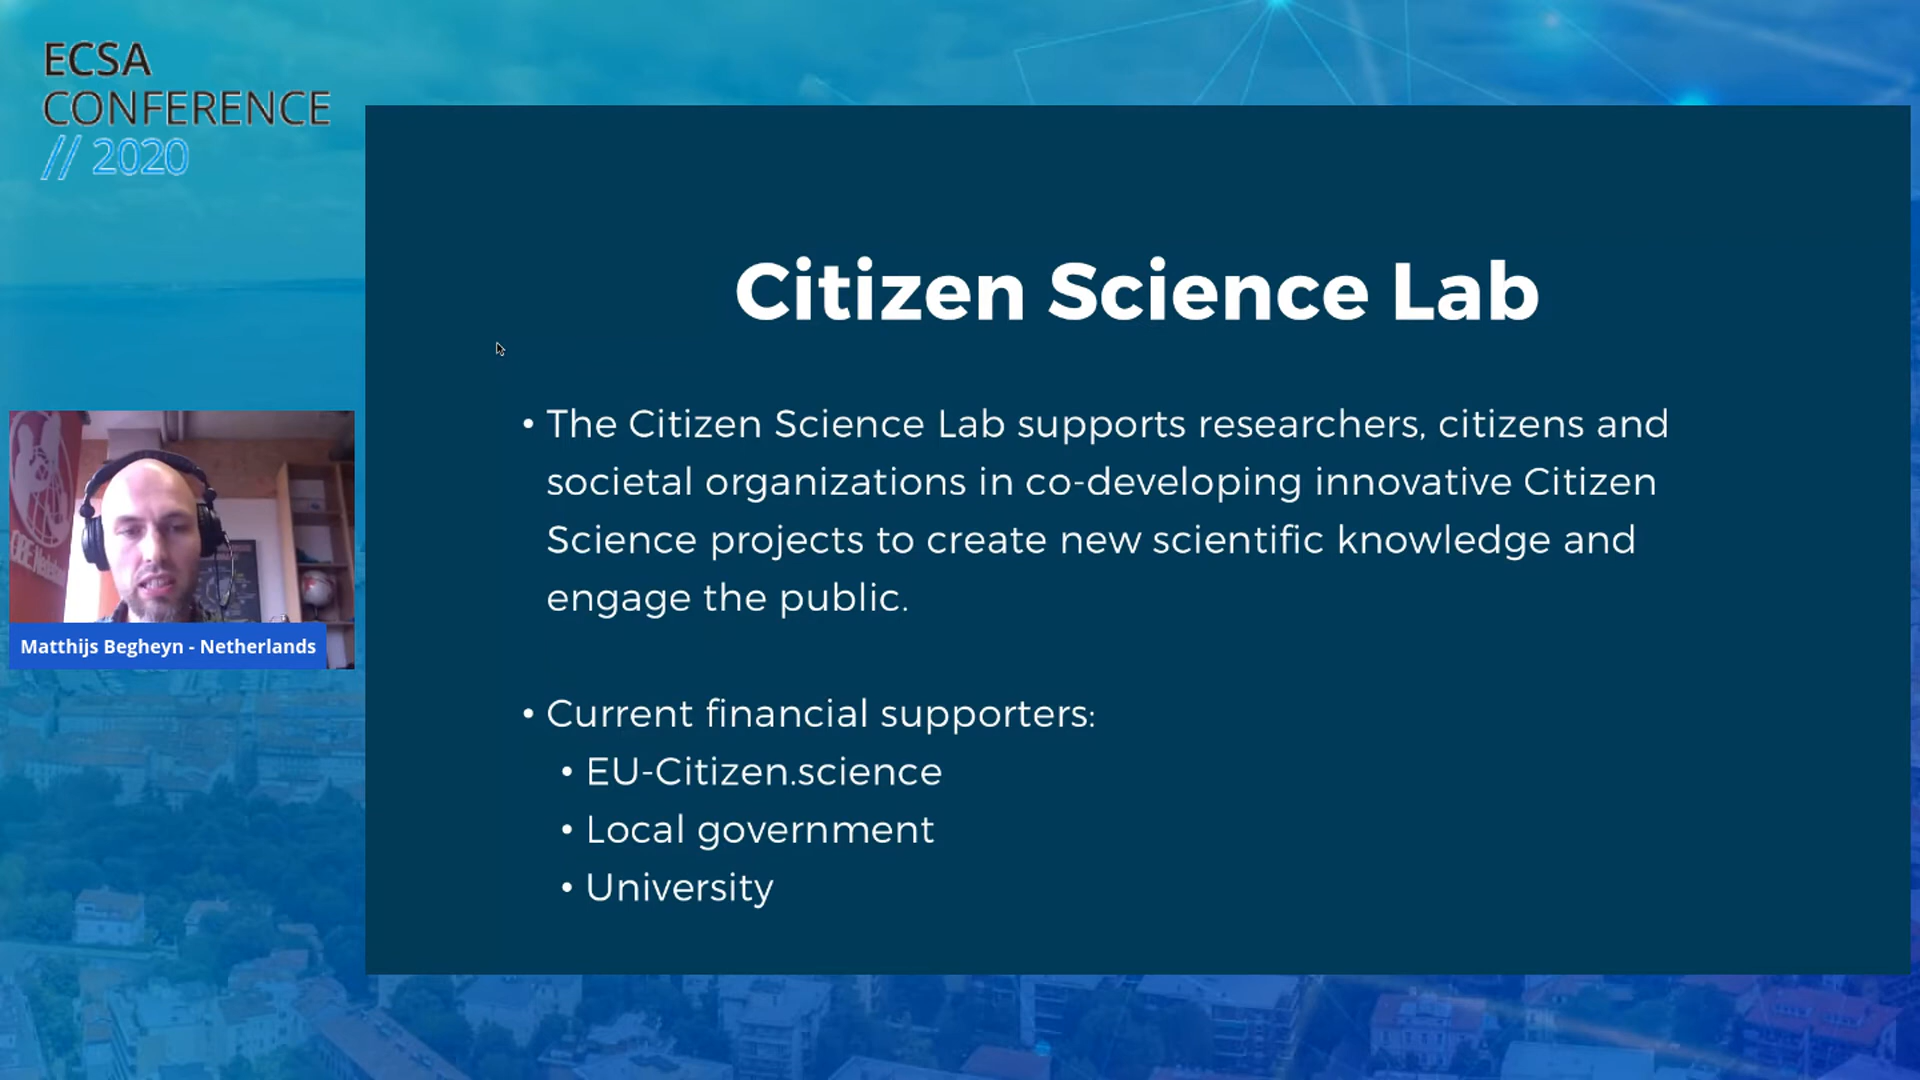 ECSA
CONFERENCE
// 2020
Citizen Science Lab
• The Citizen Science Lab supports researchers, citizens and
societal organizations in co-developing innovative Citizen
Science projects to create new scientific knowledge and
engage the public.
• Current financial supporters:
• EU-Citizen.science
• Local government
• University
Matthijs Begheyn - Netherlands